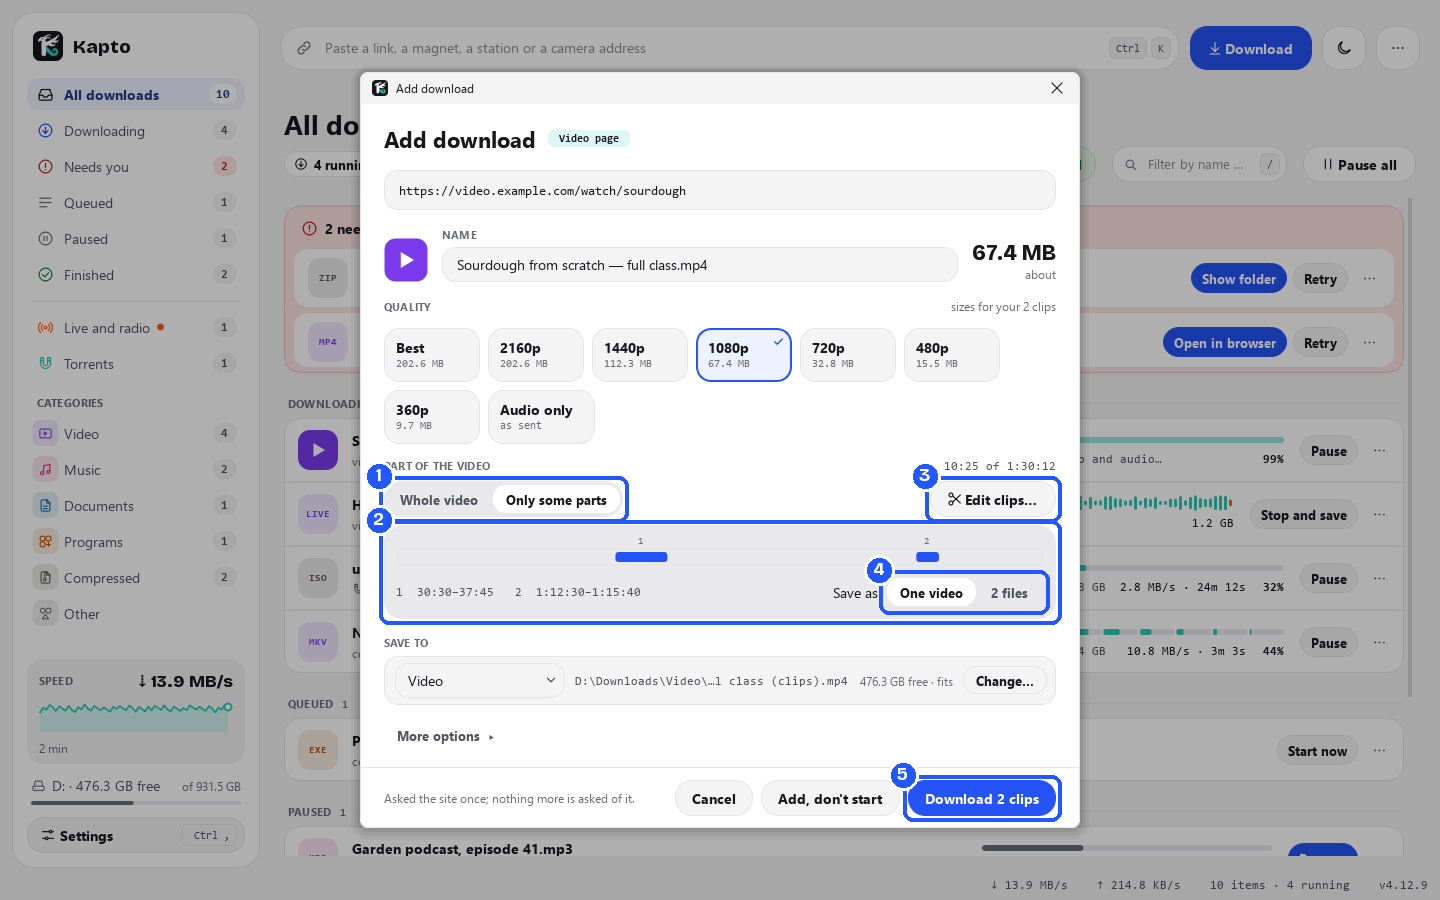 Kapto
Paste a link, a magnet, a station or a camera address
Ctrl K
Download
All downloads 10
Downloading 4
Needs you 2
Queued 1
Paused 1
Finished 1
Live and radio 1
Torrents 1
CATEGORIES
Video 4
Music 2
Documents 2
Programs 2
Compressed 2
Other
SPEED 13.9 MB/s
2 min
D: · 476.3 GB free of 931.5 GB
Settings Ctrl ,
Filter by name ... /
Pause all
ZIP
Show folder Retry
MP4
Open in browser Retry
Add download
Add download Video page
https://video.example.com/watch/sourdough
NAME
Sourdough from scratch — full class.mp4
67.4 MB
about
QUALITY sizes for your 2 clips
Best
202.6 MB
2160p
202.6 MB
1440p
112.3 MB
1080p
67.4 MB
720p
32.8 MB
480p
15.5 MB
360p
9.7 MB
Audio only
as sent
PART OF THE VIDEO 10:25 of 1:30:12
1
Whole video Only some parts
3
Edit clips...
2
1 2
1 30:30–37:45 2 1:12:30–1:15:40
Save as
4
One video 2 files
SAVE TO
Video D:\Downloads\Video\…l class (clips).mp4 476.3 GB free · fits Change...
More options
Asked the site once; nothing more is asked of it.
Cancel Add, don't start
5
Download 2 clips
and audio… 99% Pause
LIVE
1.2 GB Stop and save
ISO
GB 2.8 MB/s · 24m 12s 32% Pause
MKV
GB 10.8 MB/s · 3m 3s 44% Pause
QUEUED 1
EXE
Start now
PAUSED 1
Garden podcast, episode 41.mp3
↓ 13.9 MB/s ↑ 214.8 KB/s 10 items · 4 running v4.12.9